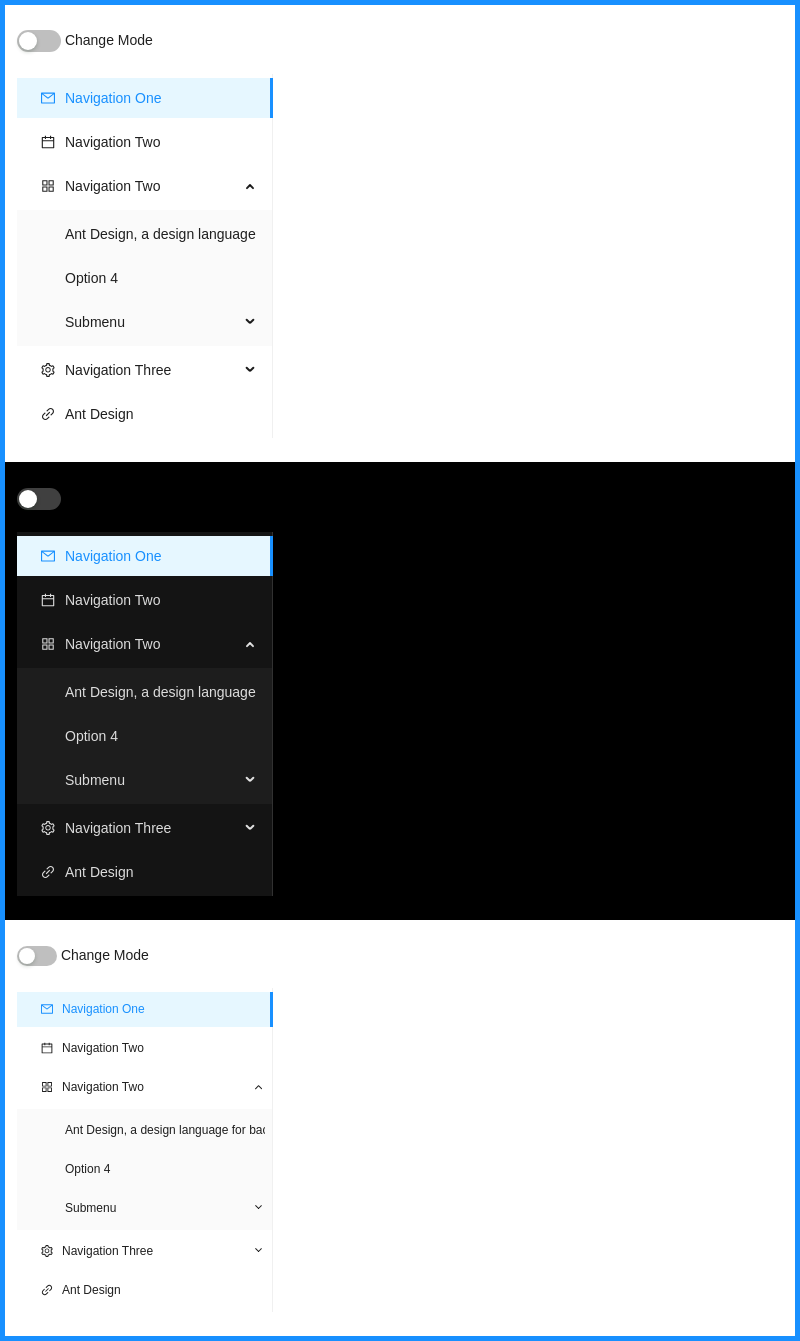 Change Mode
Navigation One
Navigation Two
Navigation Two
Ant Design, a design language
Option 4
Submenu
Navigation Three
Ant Design
Navigation One
Navigation Two
Navigation Two
Ant Design, a design language
Option 4
Submenu
Navigation Three
Ant Design
Change Mode
Navigation One
Navigation Two
Navigation Two
Ant Design, a design language for bac
Option 4
Submenu
Navigation Three
Ant Design